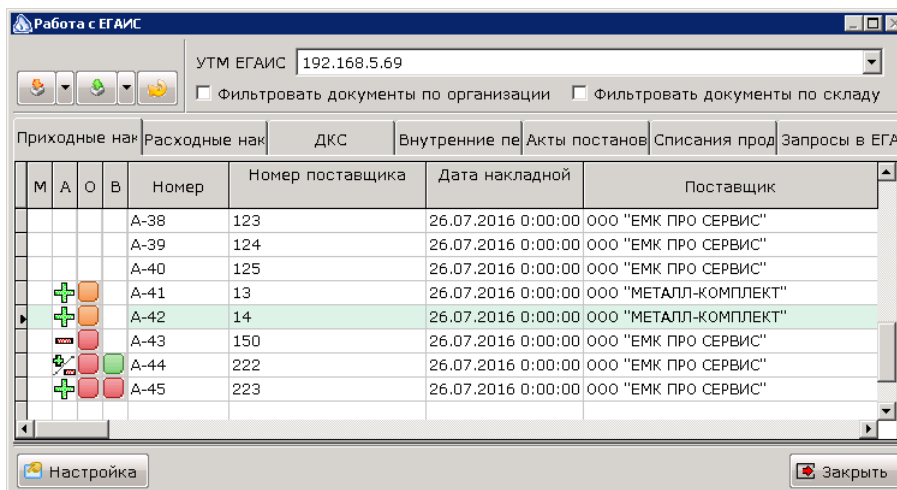 Работа с ЕГАИС
УТМ ЕГАИС 192.168.5.69
Фильтровать документы по организации Фильтровать документы по складу
Приходные нак Расходные нак ДКС Внутренние пе Акты постанов Списания прод Запросы в ЕГА
М А О В Номер Номер поставщика Дата накладной Поставщик
А-38 123 26.07.2016 0:00:00 ООО "ЕМК ПРО СЕРВИС"
А-39 124 26.07.2016 0:00:00 ООО "ЕМК ПРО СЕРВИС"
А-40 125 26.07.2016 0:00:00 ООО "ЕМК ПРО СЕРВИС"
А-41 13 26.07.2016 0:00:00 ООО "МЕТАЛЛ-КОМПЛЕКТ"
А-42 14 26.07.2016 0:00:00 ООО "МЕТАЛЛ-КОМПЛЕКТ"
А-43 150 26.07.2016 0:00:00 ООО "ЕМК ПРО СЕРВИС"
А-44 222 26.07.2016 0:00:00 ООО "ЕМК ПРО СЕРВИС"
А-45 223 26.07.2016 0:00:00 ООО "ЕМК ПРО СЕРВИС"
Настройка Закрыть